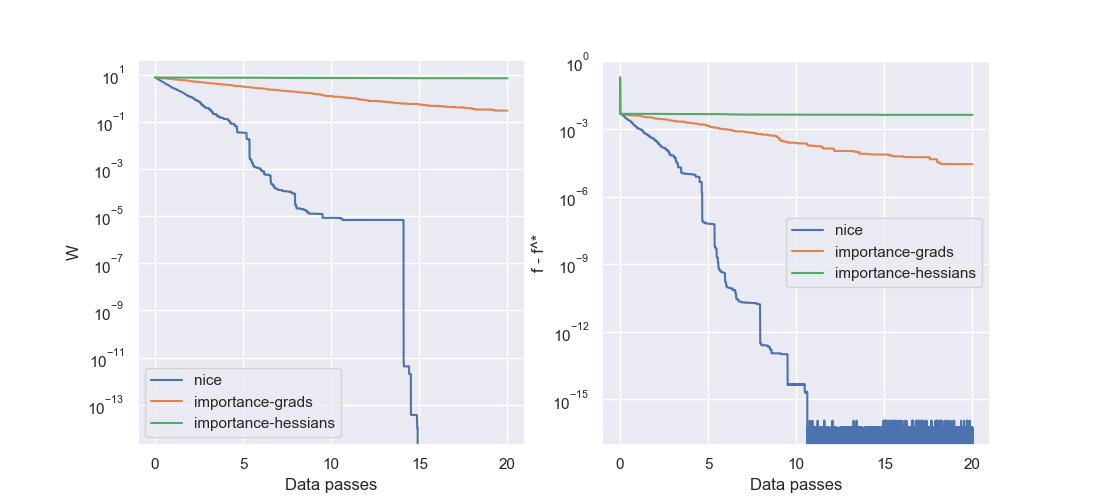 10^1
10^−1
10^−3
10^−5
10^−7
10^−9
10^−11
10^−13
W
0 5 10 15 20
Data passes
nice
importance-grads
importance-hessians
10^0
10^−3
10^−6
10^−9
10^−12
10^−15
f - f^*
0 5 10 15 20
Data passes
nice
importance-grads
importance-hessians